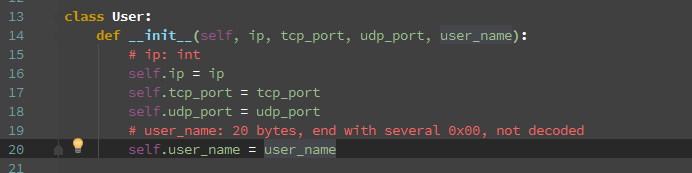 13 class User:
14     def __init__(self, ip, tcp_port, udp_port, user_name):
15         # ip: int
16         self.ip = ip
17         self.tcp_port = tcp_port
18         self.udp_port = udp_port
19         # user_name: 20 bytes, end with several 0x00, not decoded
20         self.user_name = user_name
21